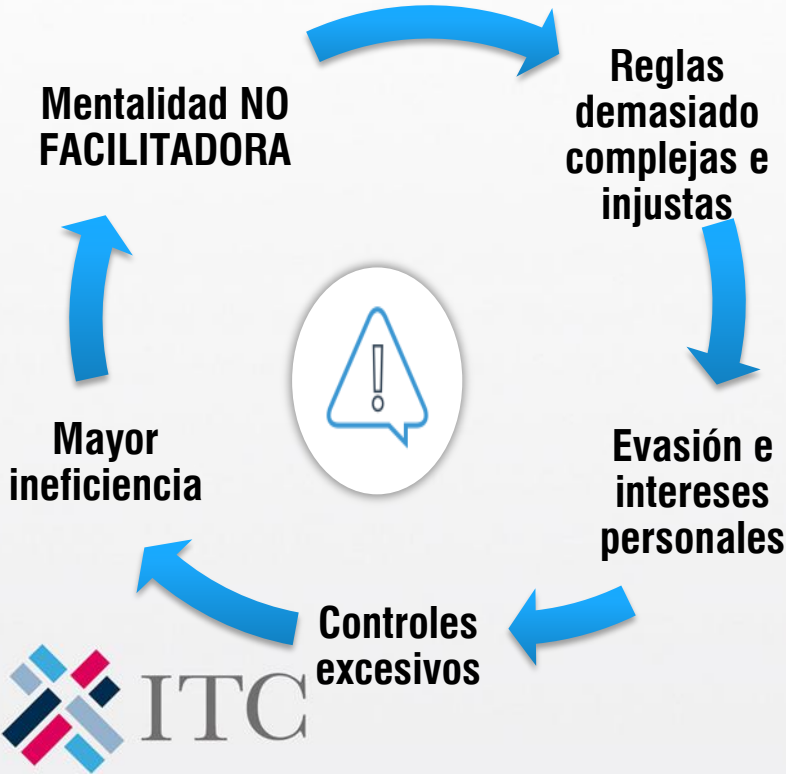 Mentalidad NO
FACILITADORA
Reglas
demasiado
complejas e
injustas
Evasión e
intereses
personales
Controles
excesivos
Mayor
ineficiencia
!
ITC